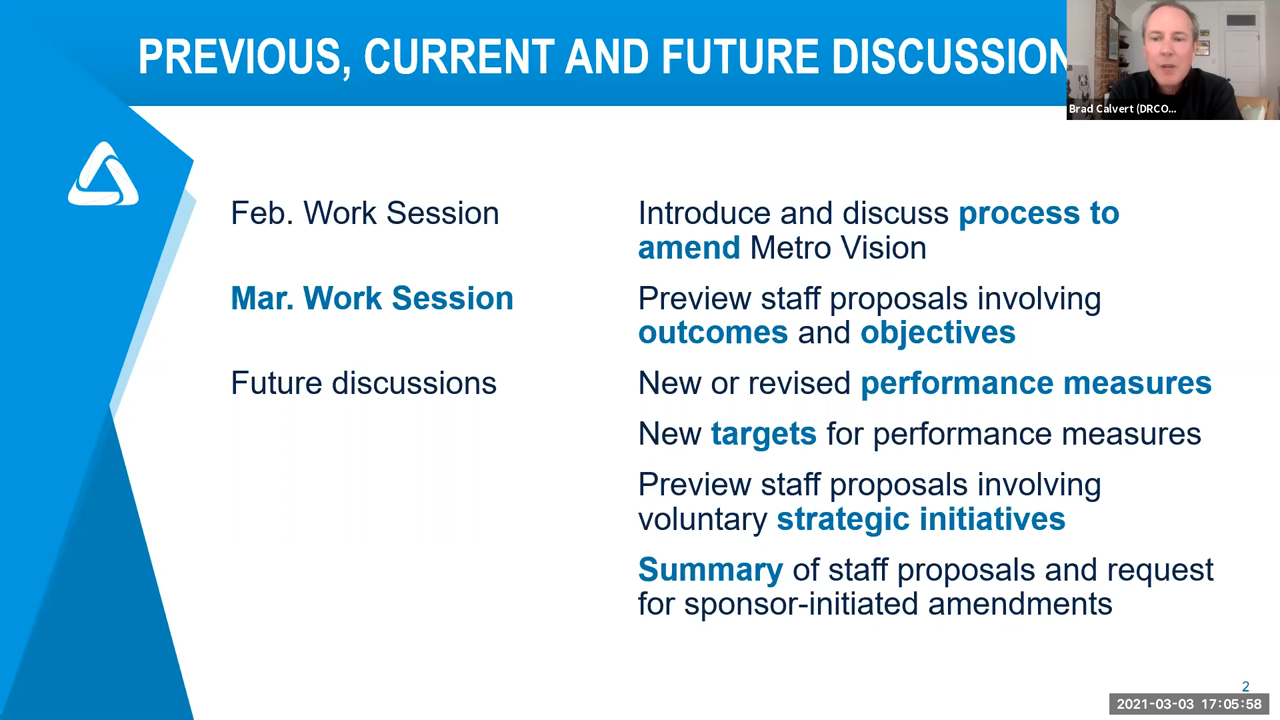 PREVIOUS, CURRENT AND FUTURE DISCUSSION
Brad Calvert (DRCO...
Feb. Work Session
Introduce and discuss process to
amend Metro Vision
Mar. Work Session
Preview staff proposals involving
outcomes and objectives
Future discussions
New or revised performance measures
New targets for performance measures
Preview staff proposals involving
voluntary strategic initiatives
Summary of staff proposals and request
for sponsor-initiated amendments
2
2021-03-03 17:05:58